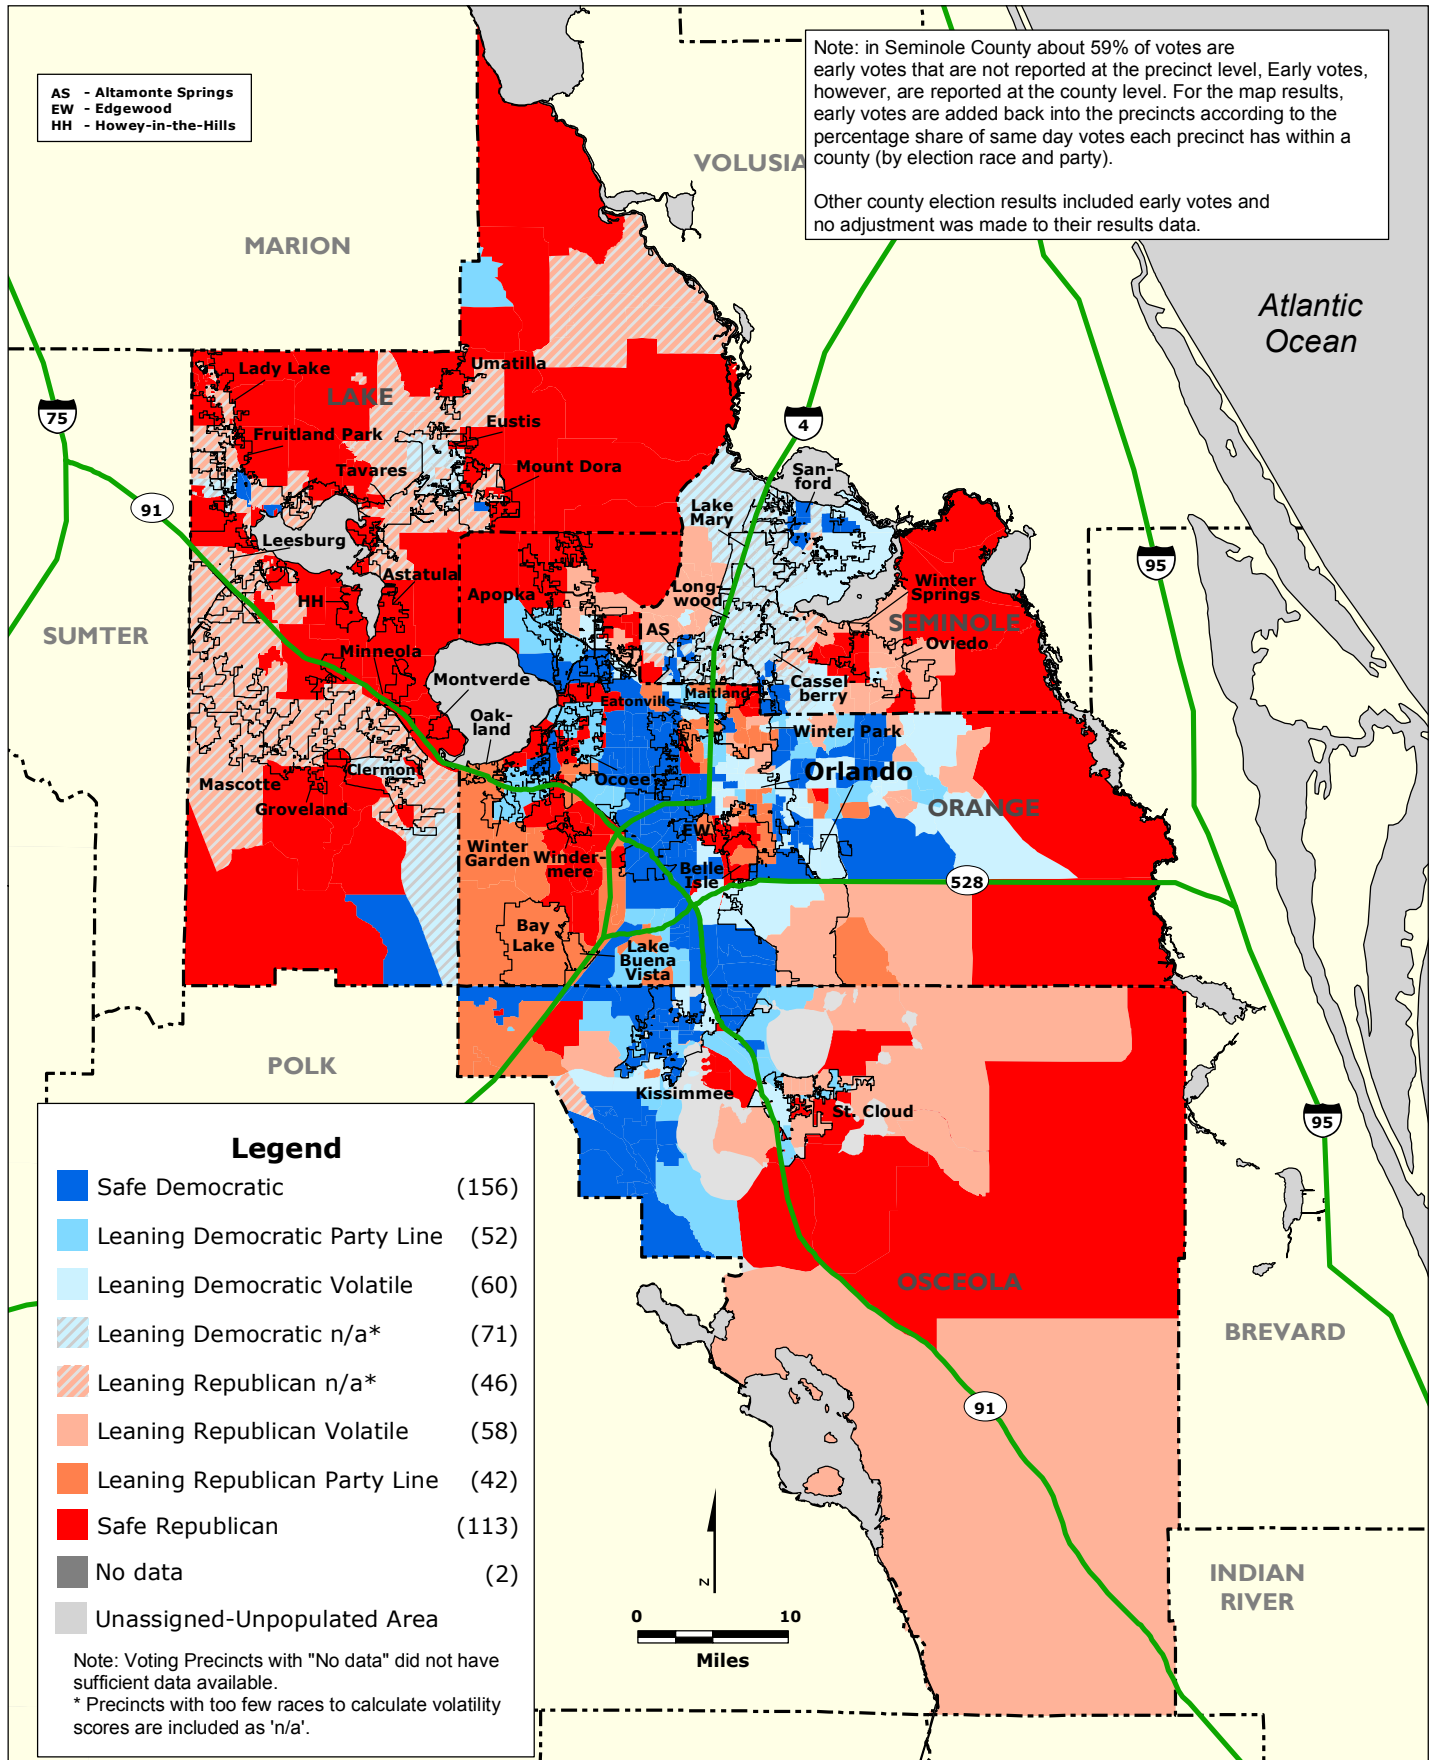 Note: in Seminole County about 59% of votes are
early votes that are not reported at the precinct level, Early votes,
however, are reported at the county level. For the map results,
early votes are added back into the precincts according to the
percentage share of same day votes each precinct has within a
county (by election race and party).
Other county election results included early votes and
no adjustment was made to their results data.
AS - Altamonte Springs
EW - Edgewood
HH - Howey-in-the-Hills
VOLUSIA
MARION
Atlantic
Ocean
Umatilla
Lady Lake
LAKE
75
Eustis
4
Fruitland Park
Tavares
Mount Dora
San-
ford
91
Lake
Mary
Leesburg
95
Astatula
Apopka
Long-
wood
Winter
Springs
HH
SUMTER
AS
SEMINOLE
Oviedo
Minneola
Montverde
Cassel
berry
Eatonville
Maitland
Oak-
land
Winter Park
Clermont
Ocoee
Orlando
Mascotte
Groveland
ORANGE
EW
Winter
Garden
Winder-
mere
Belle
Isle
528
Bay
Lake
Lake
Buena
Vista
POLK
Kissimmee
St. Cloud
95
OSCEOLA
BREVARD
91
INDIAN
RIVER
Legend
Safe Democratic (156)
Leaning Democratic Party Line (52)
Leaning Democratic Volatile (60)
Leaning Democratic n/a* (71)
Leaning Republican n/a* (46)
Leaning Republican Volatile (58)
Leaning Republican Party Line (42)
Safe Republican (113)
No data (2)
Unassigned-Unpopulated Area
Note: Voting Precincts with "No data" did not have
sufficient data available.
* Precincts with too few races to calculate volatility
scores are included as 'n/a'.
N
0 10
Miles